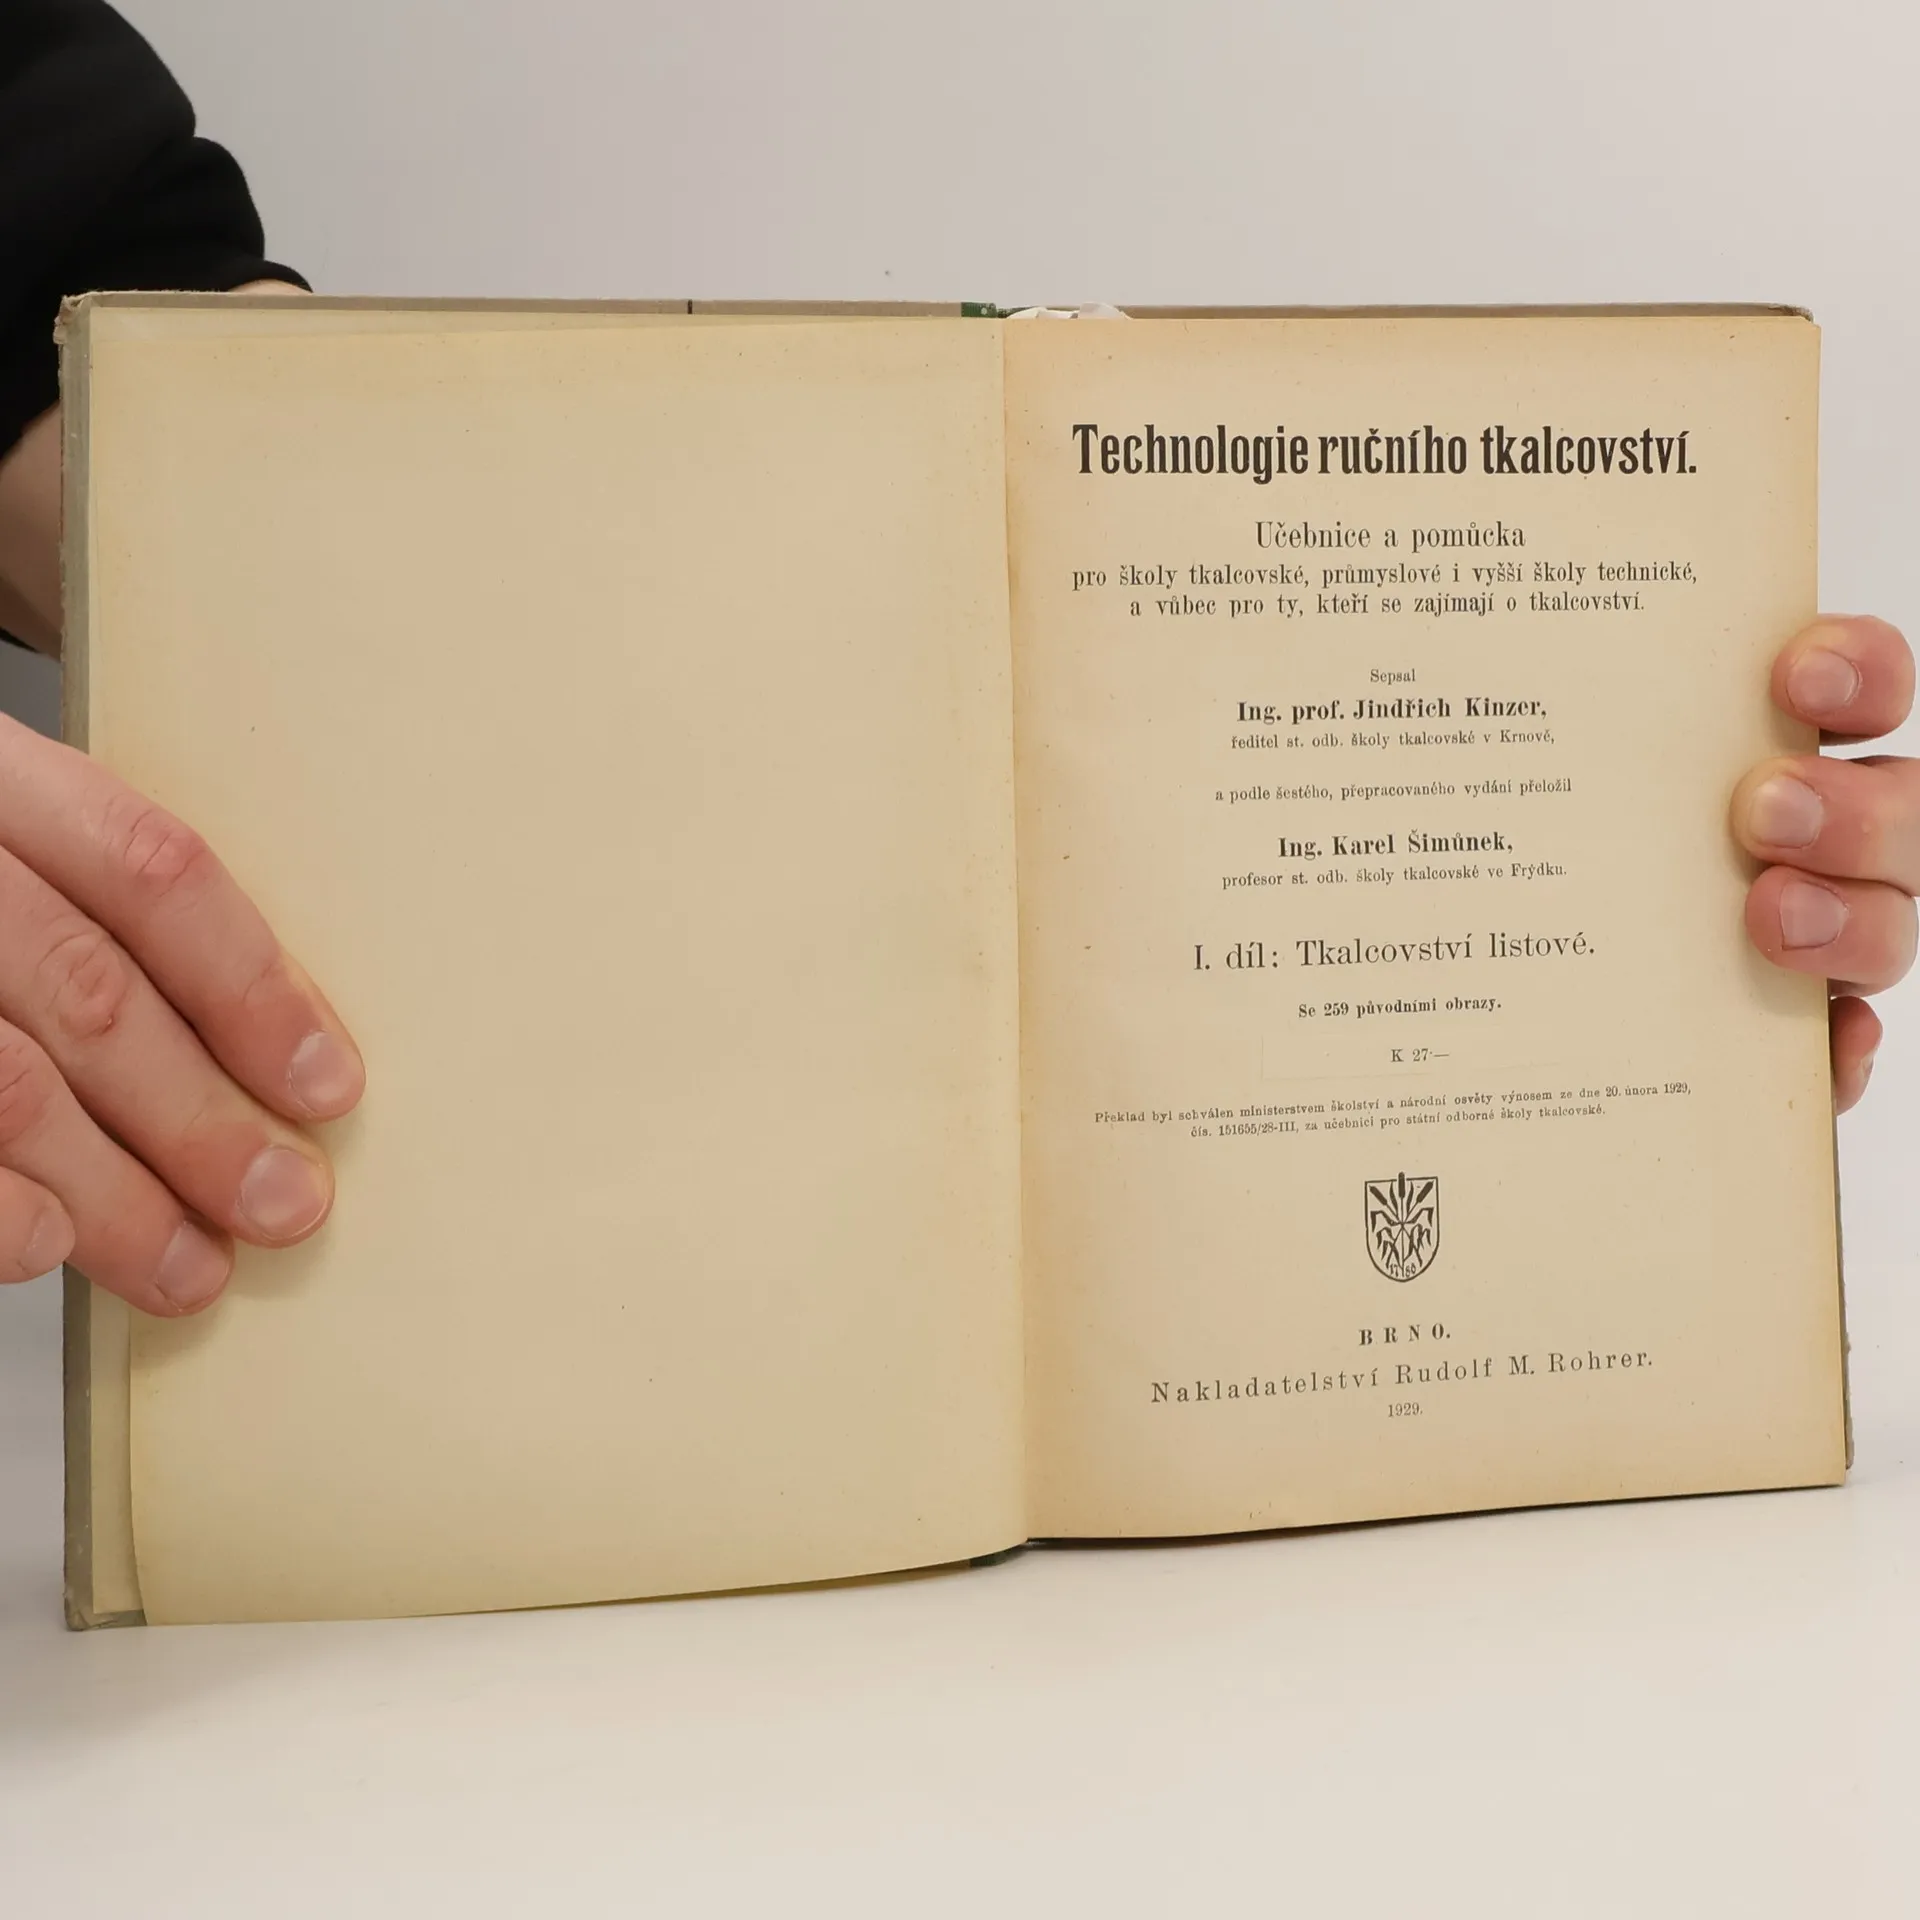 Technologie ručního tkalcovství.
Učebnice a pomůcka
pro školy tkalcovské, průmyslové i vyšší školy technické,
a vůbec pro ty, kteří se zajímají o tkalcovství.
Sepsal
Ing. prof. Jindřich Kinzer,
ředitel st. odb. školy tkalcovské v Krnově,
a podle šestého, přepracovaného vydání přeložil
Ing. Karel Šimůnek,
profesor st. odb. školy tkalcovské ve Frýdku.
I. díl: Tkalcovství listové.
Se 259 původními obrazy.
K 27·—
Překlad byl schválen ministerstvem školství a národní osvěty výnosem ze dne 20. února 1929,
čís. 151655/28-III, za učebnici pro státní odborné školy tkalcovské.
1786
BRNO.
Nakladatelství Rudolf M. Rohrer.
1929.